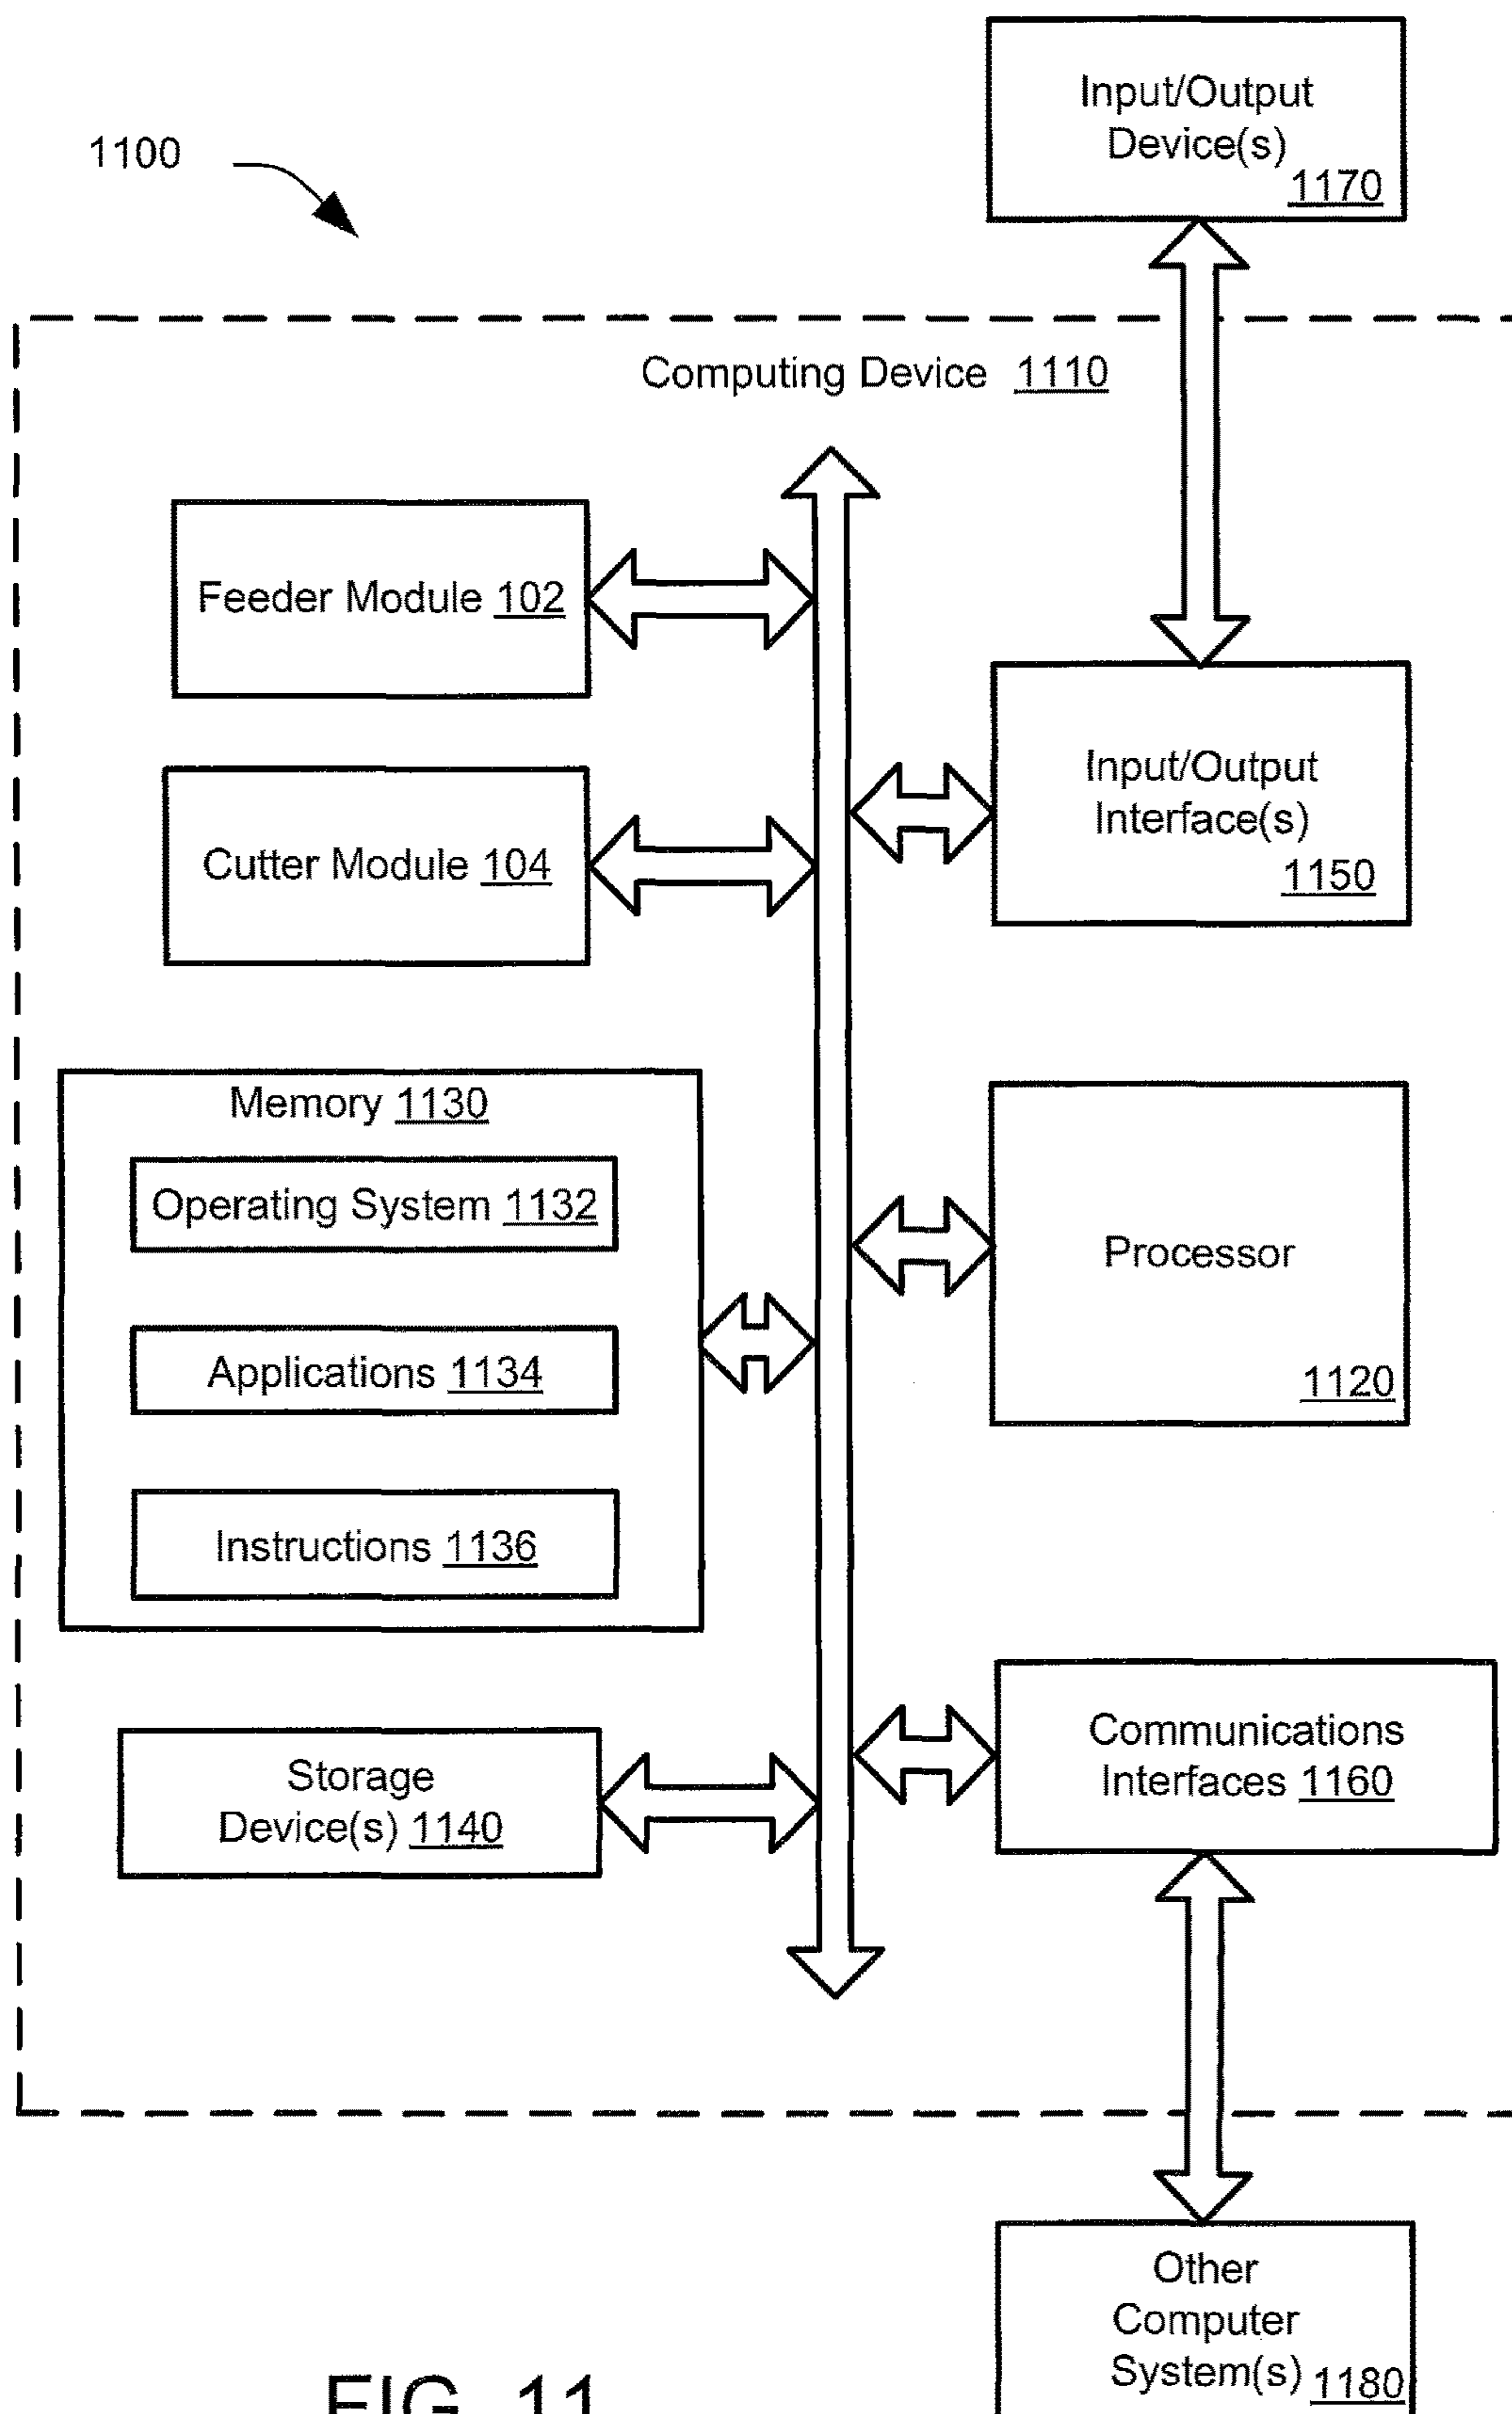 Input/Output
Device(s)
1170
1100
Computing Device 1110
Feeder Module 102
Input/Output
Interface(s)
1150
Cutter Module 104
Memory 1130
Operating System 1132
Applications 1134
Instructions 1136
Processor
1120
Storage
Device(s) 1140
Communications
Interfaces 1160
Other
Computer
System(s) 1180
FIG. 11